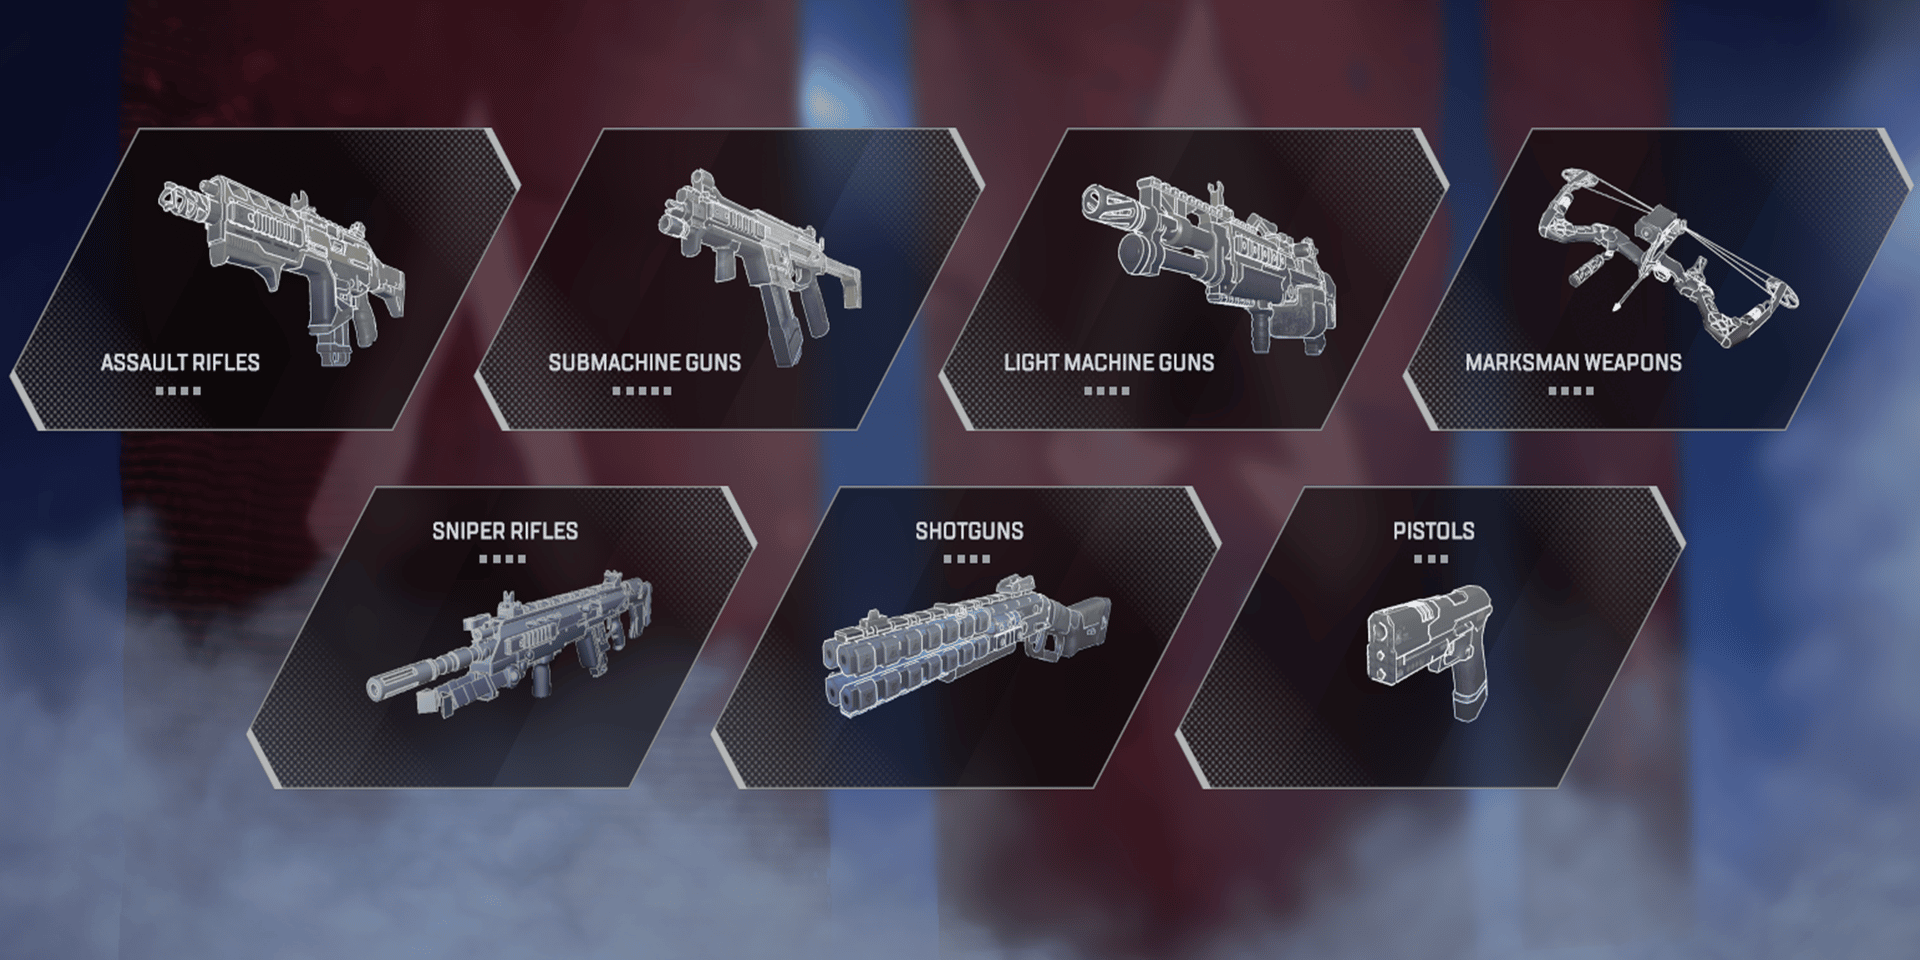 ASSAULT RIFLES
SUBMACHINE GUNS
LIGHT MACHINE GUNS
MARKSMAN WEAPONS
SNIPER RIFLES
SHOTGUNS
PISTOLS